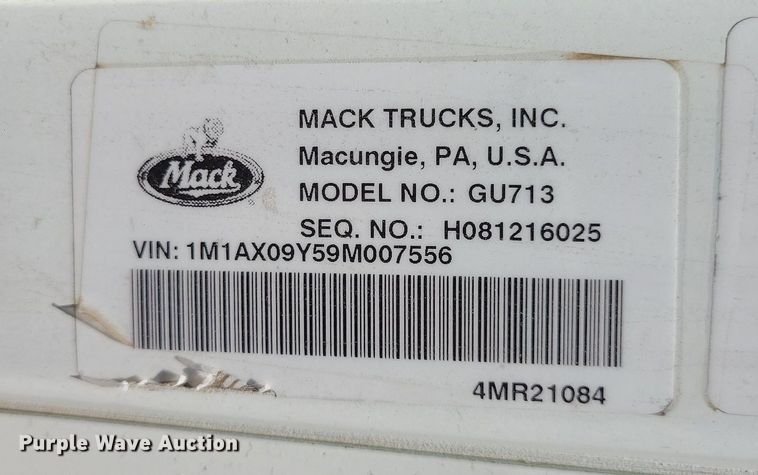 MACK TRUCKS, INC.
Macungie, PA, U.S.A.
Mack
MODEL NO.: GU713
SEQ. NO.: H081216025
VIN: 1M1AX09Y59M007556
4MR21084
Purple Wave Auction